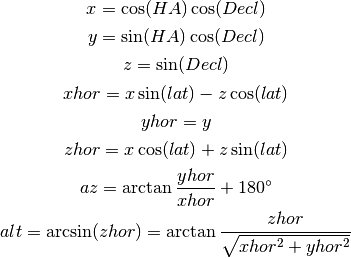 x = cos(HA) cos(Decl)
y = sin(HA) cos(Decl)
z = sin(Decl)
xhor = x sin(lat) − z cos(lat)
yhor = y
zhor = x cos(lat) + z sin(lat)
az = arctan yhor/xhor + 180°
alt = arcsin(zhor) = arctan zhor/√(xhor² + yhor²)